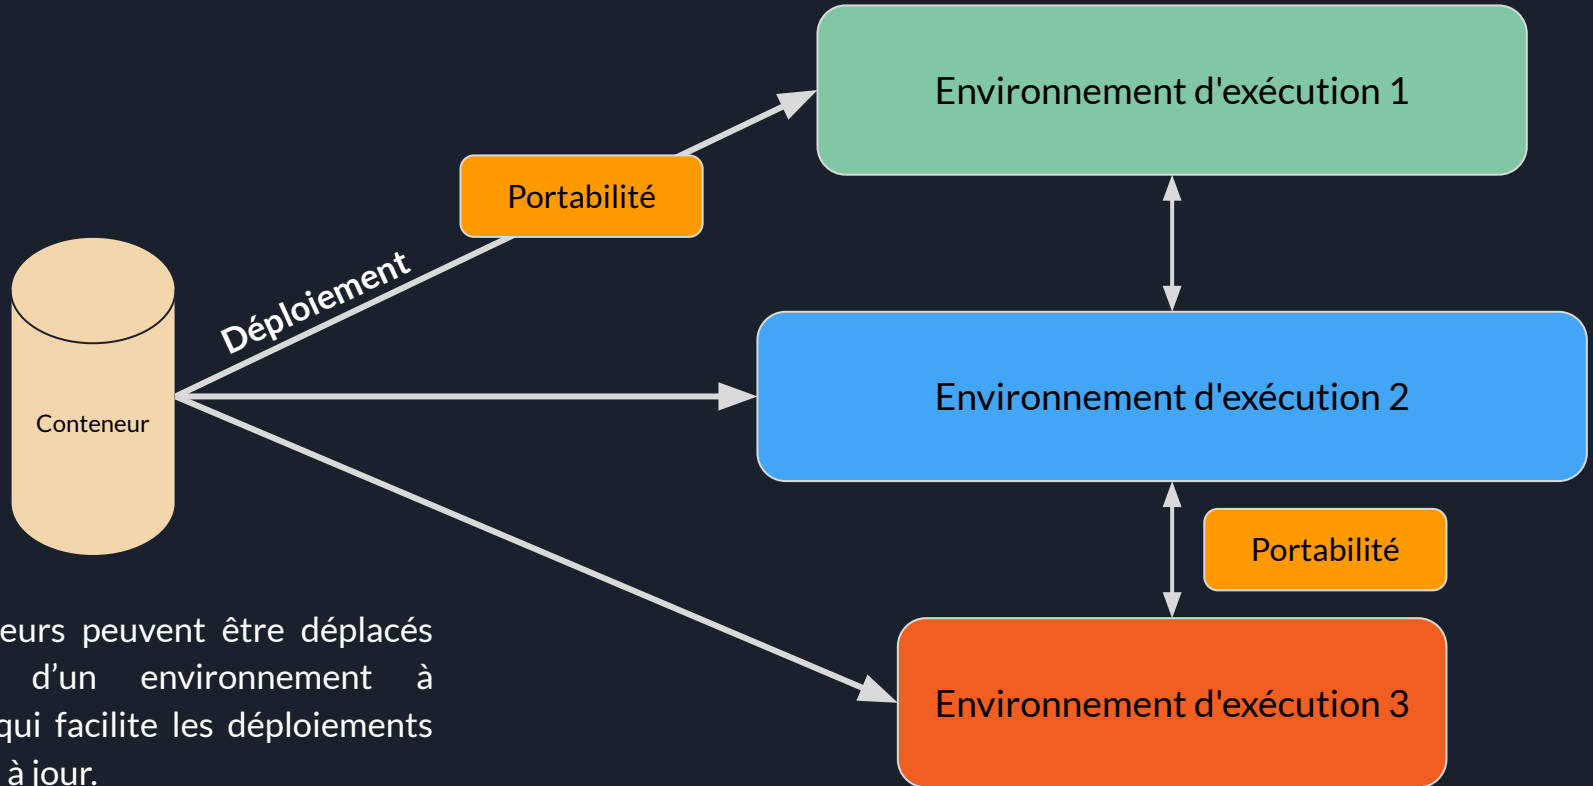 Environnement d'exécution 1
Portabilité
Déploiement
Environnement d'exécution 2
Conteneur
Portabilité
eurs peuvent être déplacés
d’un environnement à
qui facilite les déploiements
à jour.
Environnement d'exécution 3